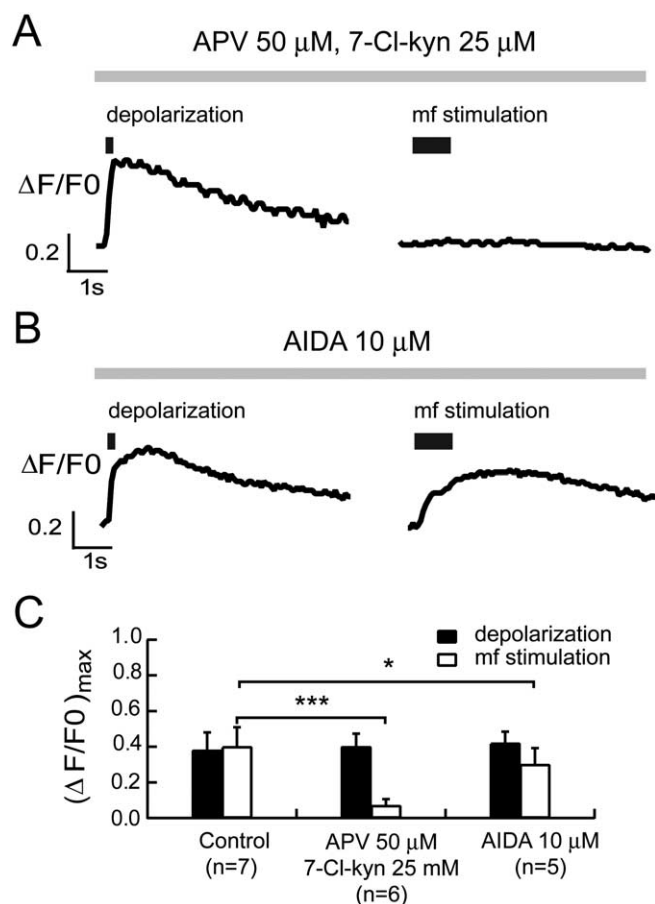 A
APV 50 μM, 7-Cl-kyn 25 μM
depolarization
mf stimulation
ΔF/F0
0.2
1s
B
AIDA 10 μM
depolarization
mf stimulation
ΔF/F0
0.2
1s
C
depolarization
mf stimulation
(Δ F/F0)max
1.0
0.8
0.6
0.4
0.2
0.0
*
***
Control
(n=7)
APV 50 μM
7-Cl-kyn 25 mM
(n=6)
AIDA 10 μM
(n=5)